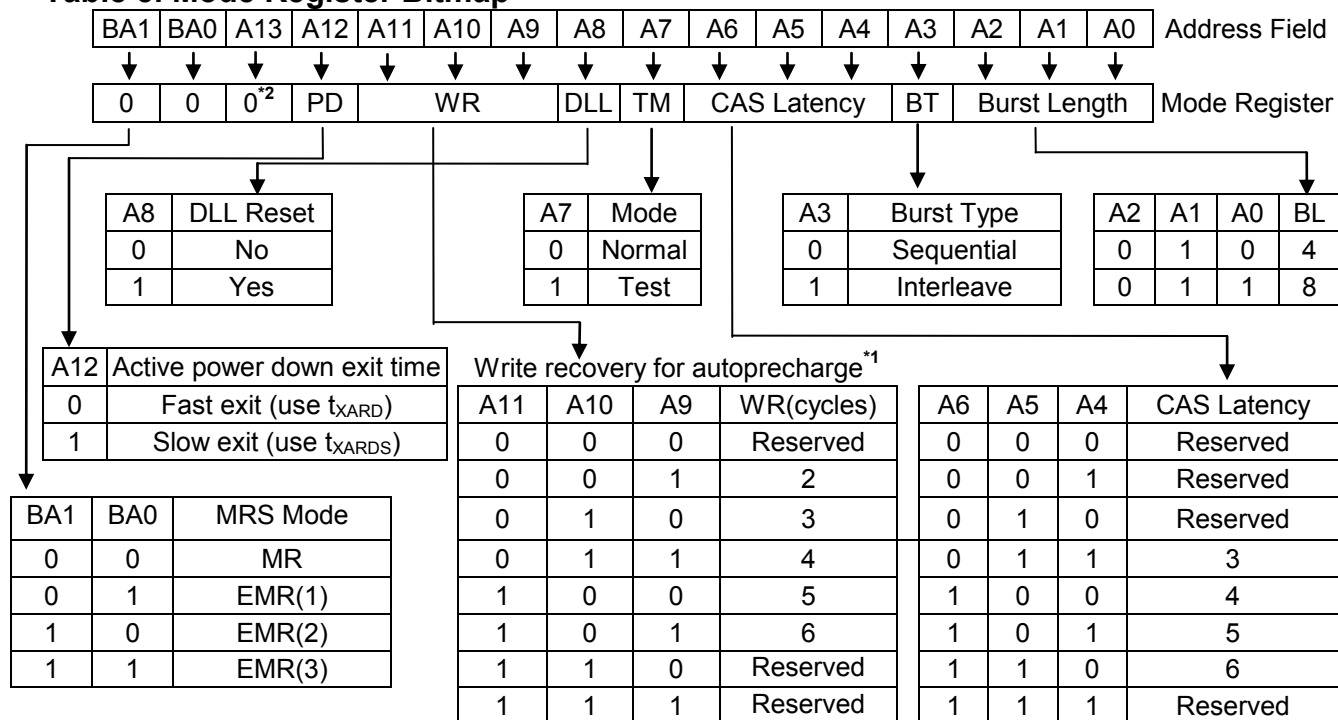 Table 5. Mode Register Bitmap
BA1 BA0 A13 A12 A11 A10 A9 A8 A7 A6 A5 A4 A3 A2 A1 A0 Address Field
0 0 0*2 PD WR DLL TM CAS Latency BT Burst Length Mode Register
A8 DLL Reset
0 No
1 Yes
A7 Mode
0 Normal
1 Test
A3 Burst Type
0 Sequential
1 Interleave
A2 A1 A0 BL
0 1 0 4
0 1 1 8
A12 Active power down exit time
0 Fast exit (use tXARD)
1 Slow exit (use tXARDS)
BA1 BA0 MRS Mode
0 0 MR
0 1 EMR(1)
1 0 EMR(2)
1 1 EMR(3)
Write recovery for autoprecharge*1
A11 A10 A9 WR(cycles)
0 0 0 Reserved
0 0 1 2
0 1 0 3
0 1 1 4
1 0 0 5
1 0 1 6
1 1 0 Reserved
1 1 1 Reserved
A6 A5 A4 CAS Latency
0 0 0 Reserved
0 0 1 Reserved
0 1 0 Reserved
0 1 1 3
1 0 0 4
1 0 1 5
1 1 0 6
1 1 1 Reserved